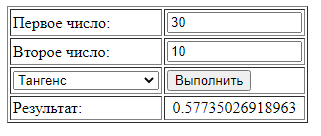 Первое число: 30
Второе число: 10
Тангенс Выполнить
Результат: 0.57735026918963